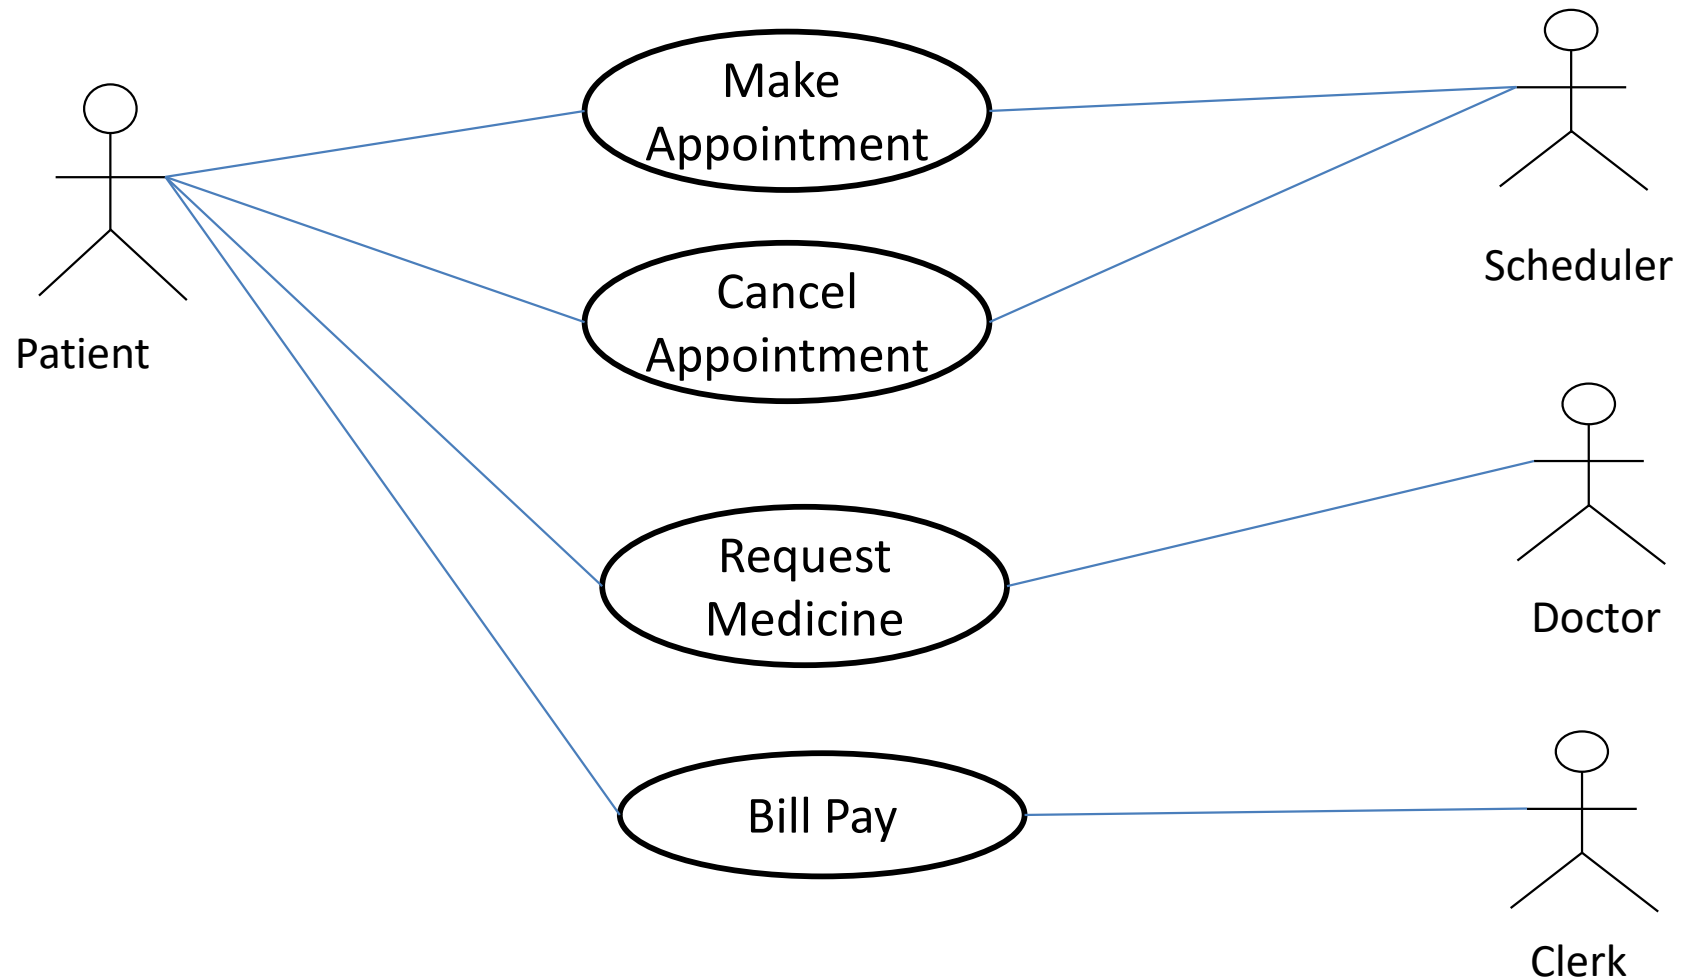 Make
Appointment
Scheduler
Cancel
Appointment
Patient
Request
Medicine
Doctor
Bill Pay
Clerk